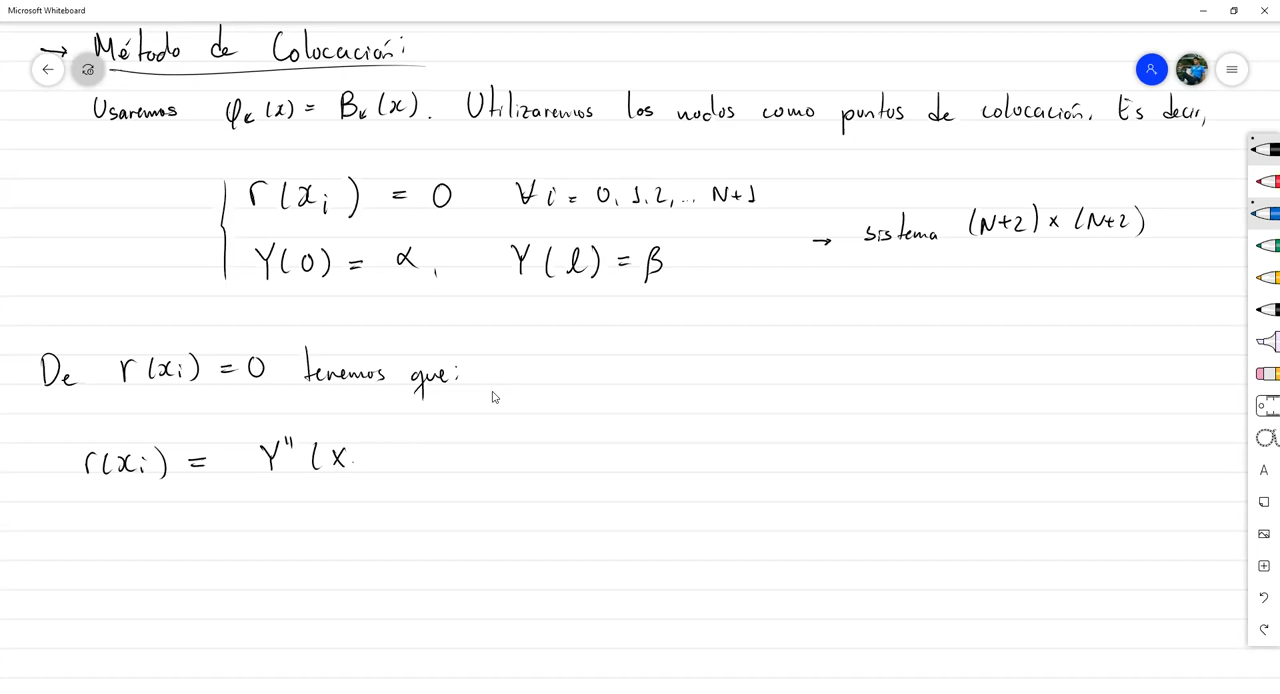 Microsoft Whiteboard
→ Método de Colocación:
Usaremos φₖ(x) = Bₖ(x). Utilizaremos los nodos como puntos de colocación. Es decir,
r(xᵢ) = 0 ∀ i = 0, 1, 2, ... N+1
→ sistema (N+2) × (N+2)
Y(0) = α, Y(l) = β
De r(xᵢ) = 0 tenemos que:
r(xᵢ) = Y'' (x